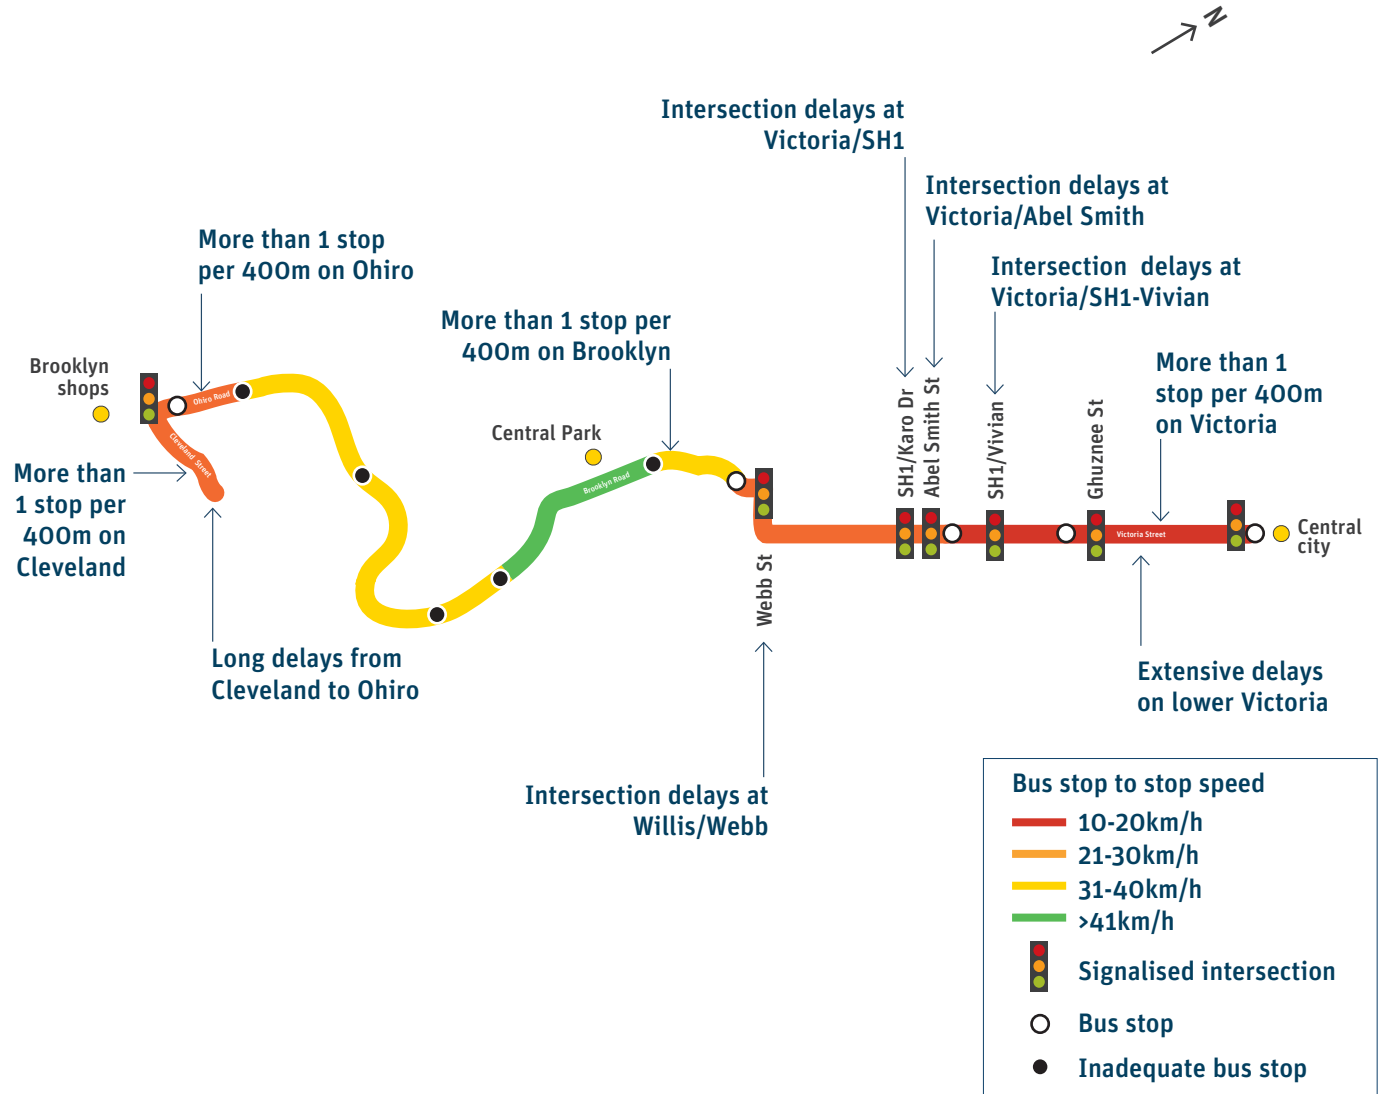 N
Intersection delays at
Victoria/SH1
Intersection delays at
Victoria/Abel Smith
More than 1 stop
per 400m on Ohiro
Intersection  delays at
Victoria/SH1-Vivian
More than 1 stop per
400m on Brooklyn
More than 1
stop per 400m
on Victoria
Brooklyn
shops
Ohiro Road
Cleveland Street
Central Park
Brooklyn Road
SH1/Karo Dr
Abel Smith St
SH1/Vivian
Ghuznee St
More than
1 stop per
400m on
Cleveland
Victoria Street
Central
city
Webb St
Long delays from
Cleveland to Ohiro
Extensive delays
on lower Victoria
Intersection delays at
Willis/Webb
Bus stop to stop speed
10-20km/h
21-30km/h
31-40km/h
>41km/h
Signalised intersection
Bus stop
Inadequate bus stop